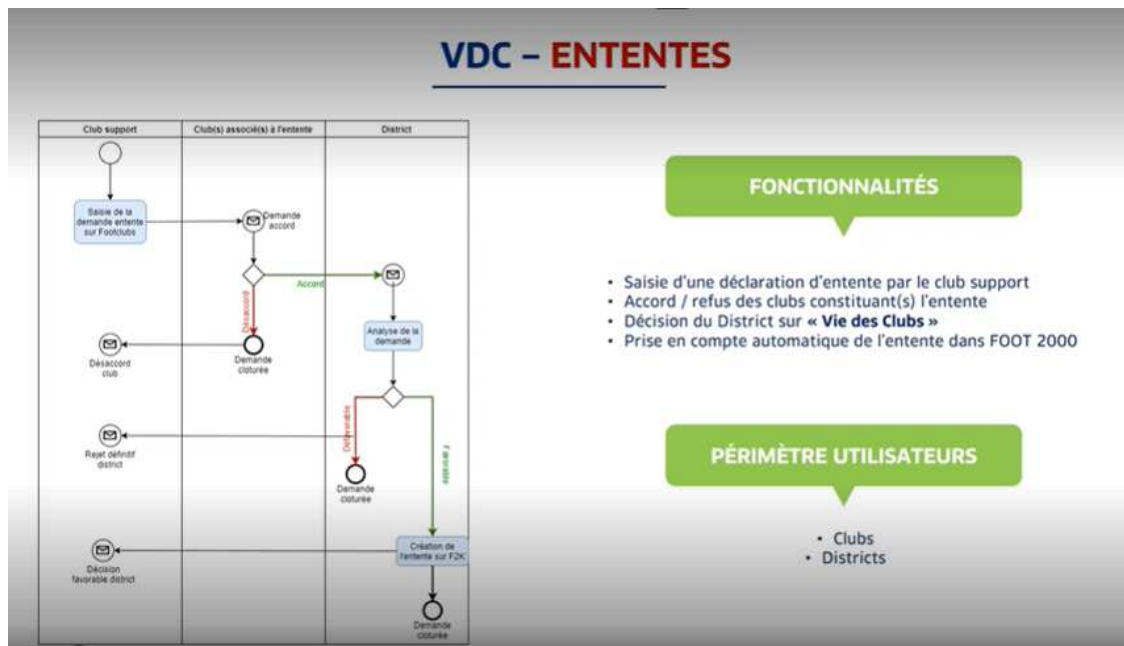 VDC – ENTENTES
Club support
Club(s) associé(s) à l'entente
District
Saisie de la
demande entente
sur Footclubs
Demande
accord
Accord
Désaccord
Demande
cloturée
Désaccord
club
Analyse de la
demande
Défavorable
Favorable
Rejet définitif
district
Demande
cloturée
Création de
l'entente sur F2K
Décision
favorable district
Demande
cloturée
FONCTIONNALITÉS
• Saisie d'une déclaration d'entente par le club support
• Accord / refus des clubs constituant(s) l'entente
• Décision du District sur « Vie des Clubs »
• Prise en compte automatique de l'entente dans FOOT 2000
PÉRIMÈTRE UTILISATEURS
• Clubs
• Districts